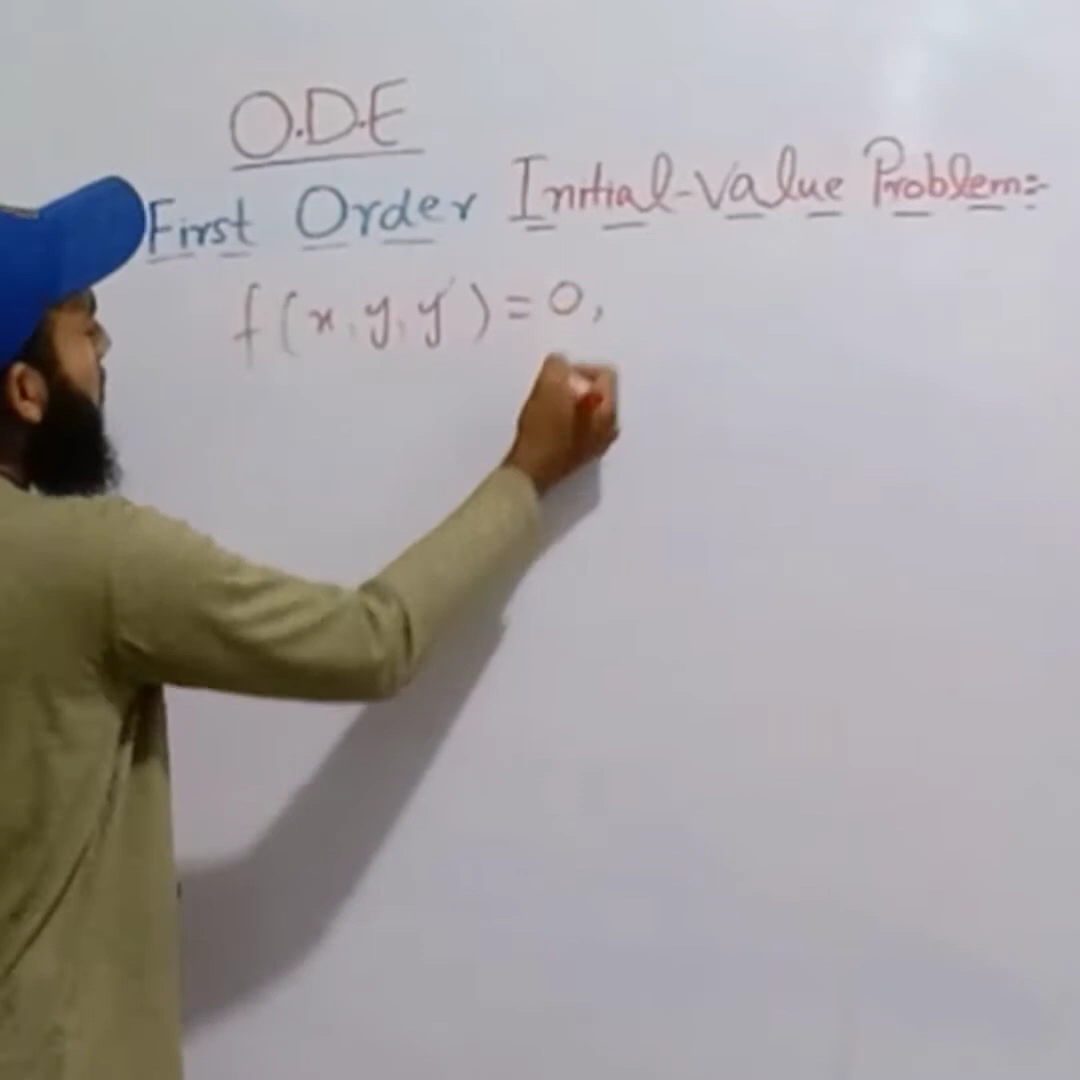 O.D.E
First Order Initial-Value Problem:-
f(x, y, y') = 0,